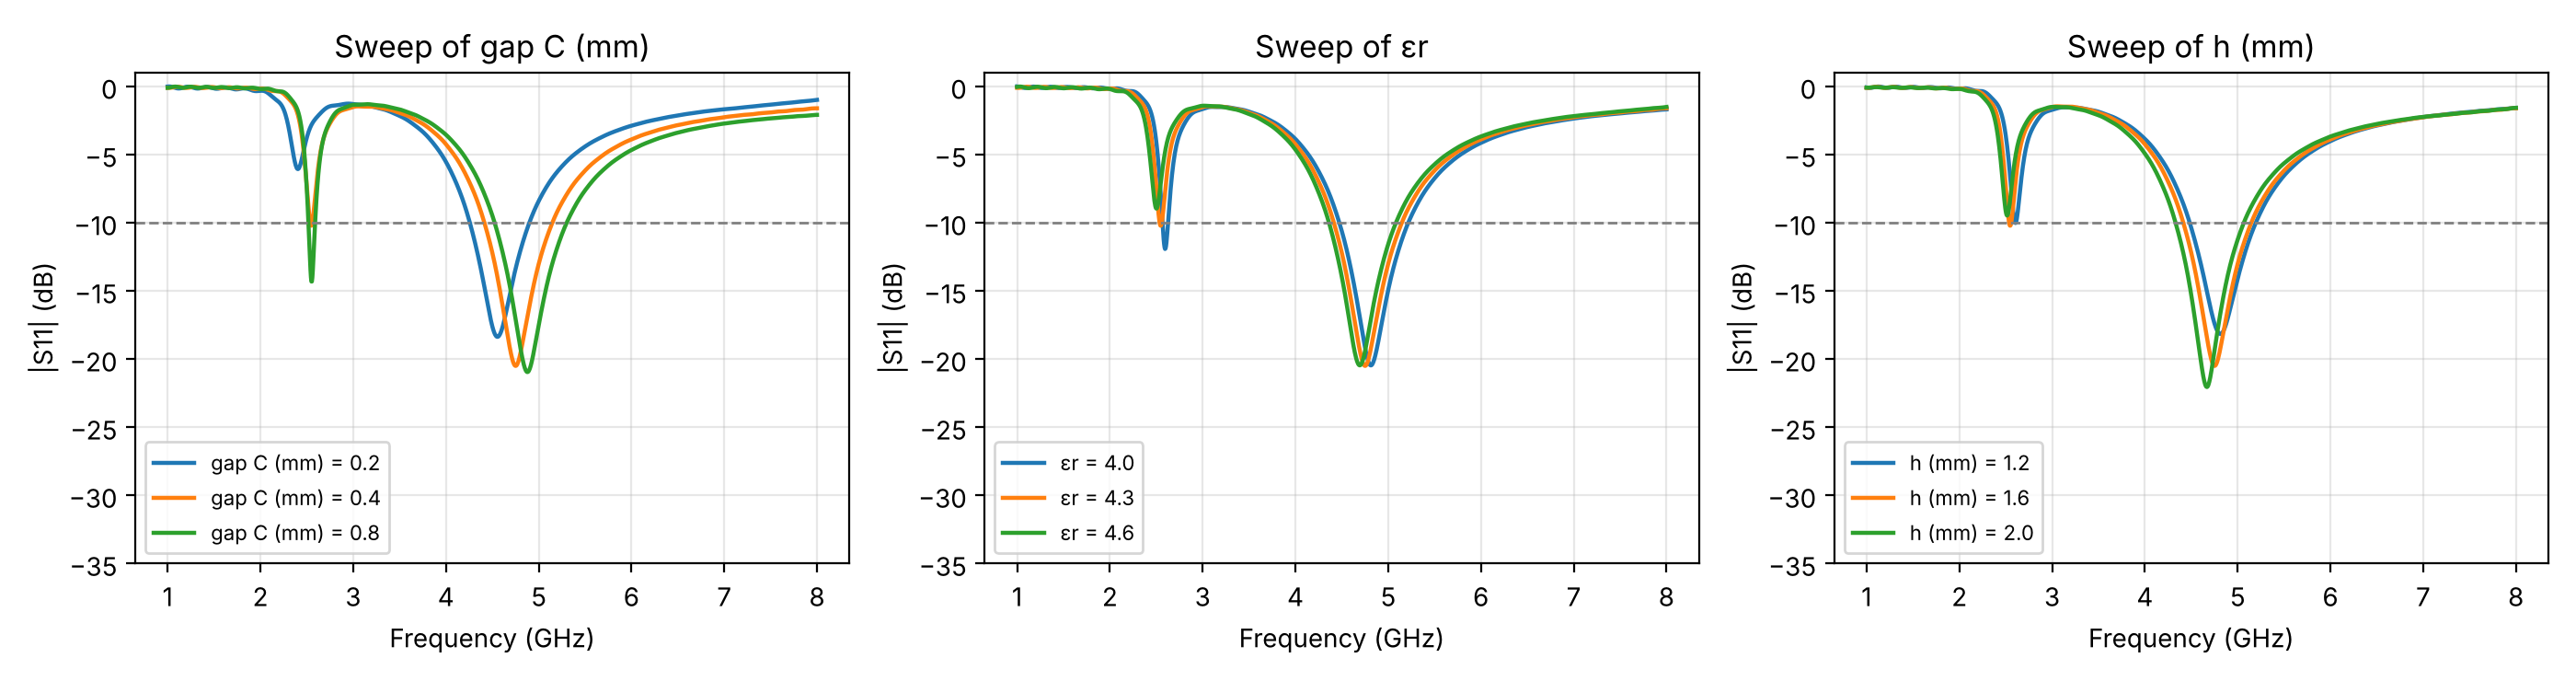 Sweep of gap C (mm)
|S11| (dB)
0
−5
−10
−15
−20
−25
−30
−35
gap C (mm) = 0.2
gap C (mm) = 0.4
gap C (mm) = 0.8
1 2 3 4 5 6 7 8
Frequency (GHz)
Sweep of εr
|S11| (dB)
0
−5
−10
−15
−20
−25
−30
−35
εr = 4.0
εr = 4.3
εr = 4.6
1 2 3 4 5 6 7 8
Frequency (GHz)
Sweep of h (mm)
|S11| (dB)
0
−5
−10
−15
−20
−25
−30
−35
h (mm) = 1.2
h (mm) = 1.6
h (mm) = 2.0
1 2 3 4 5 6 7 8
Frequency (GHz)